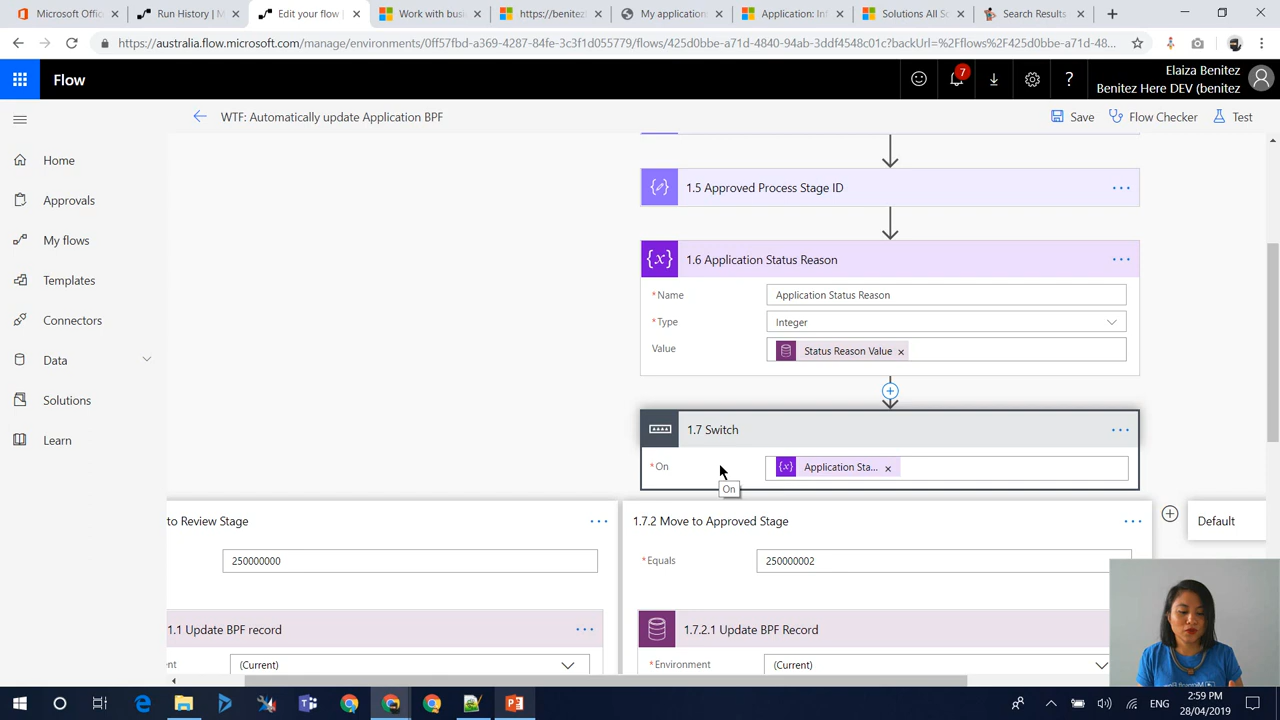 Microsoft Office
Run History | M
Edit your flow |
Work with busi
https://benitez
My application
Application: I
Solutions All So
Search Results
https://australia.flow.microsoft.com/manage/environments/0ff57fbd-a369-4287-84fe-3c3f1d055779/flows/425d0bbe-a71d-4840-94ab-3ddf4548c01c?backUrl=%2Fflows%2F425d0bbe-a71d-48...
Flow
7
?
Elaiza Benitez
Benitez Here DEV (benitez
WTF: Automatically update Application BPF
Save
Flow Checker
Test
Home
Approvals
My flows
Templates
Connectors
Data
Solutions
Learn
1.5 Approved Process Stage ID
1.6 Application Status Reason
*Name
Application Status Reason
*Type
Integer
Value
Status Reason Value ×
1.7 Switch
*On
Application Sta... ×
On
to Review Stage
250000000
1.7.2 Move to Approved Stage
*Equals
250000002
Default
1.1 Update BPF record
ent
(Current)
1.7.2.1 Update BPF Record
*Environment
(Current)
ENG
2:59 PM
28/04/2019